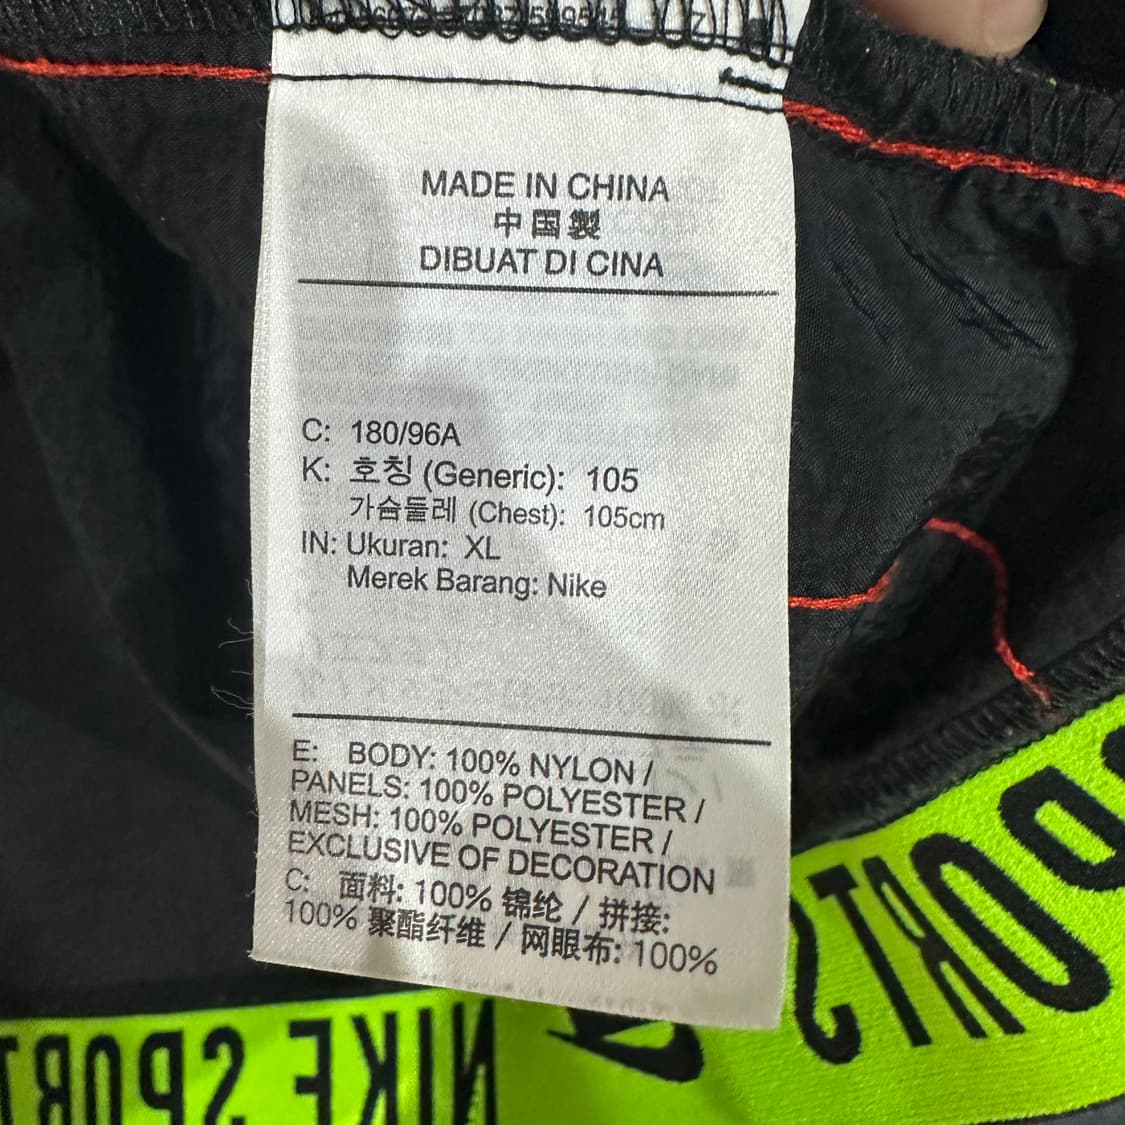 MADE IN CHINA
中国製
DIBUAT DI CINA
C: 180/96A
K: 호칭 (Generic): 105
가슴둘레 (Chest): 105cm
IN: Ukuran: XL
Merek Barang: Nike
E: BODY: 100% NYLON /
PANELS: 100% POLYESTER /
MESH: 100% POLYESTER /
EXCLUSIVE OF DECORATION
C: 面料: 100% 锦纶 / 拼接:
100% 聚酯纤维 / 网眼布: 100%
SPORTS
NIKE SPORT